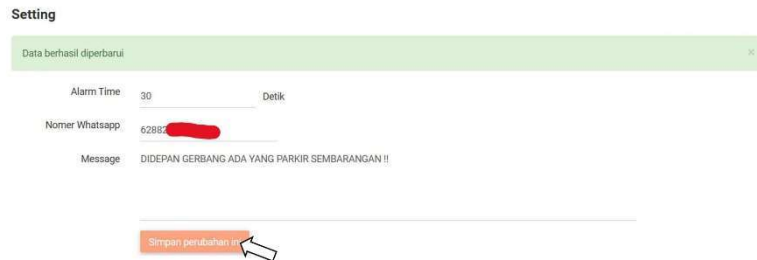 Setting
Data berhasil diperbarui ×
Alarm Time 30 Detik
Nomer Whatsapp 62882
Message DIDEPAN GERBANG ADA YANG PARKIR SEMBARANGAN !!
Simpan perubahan